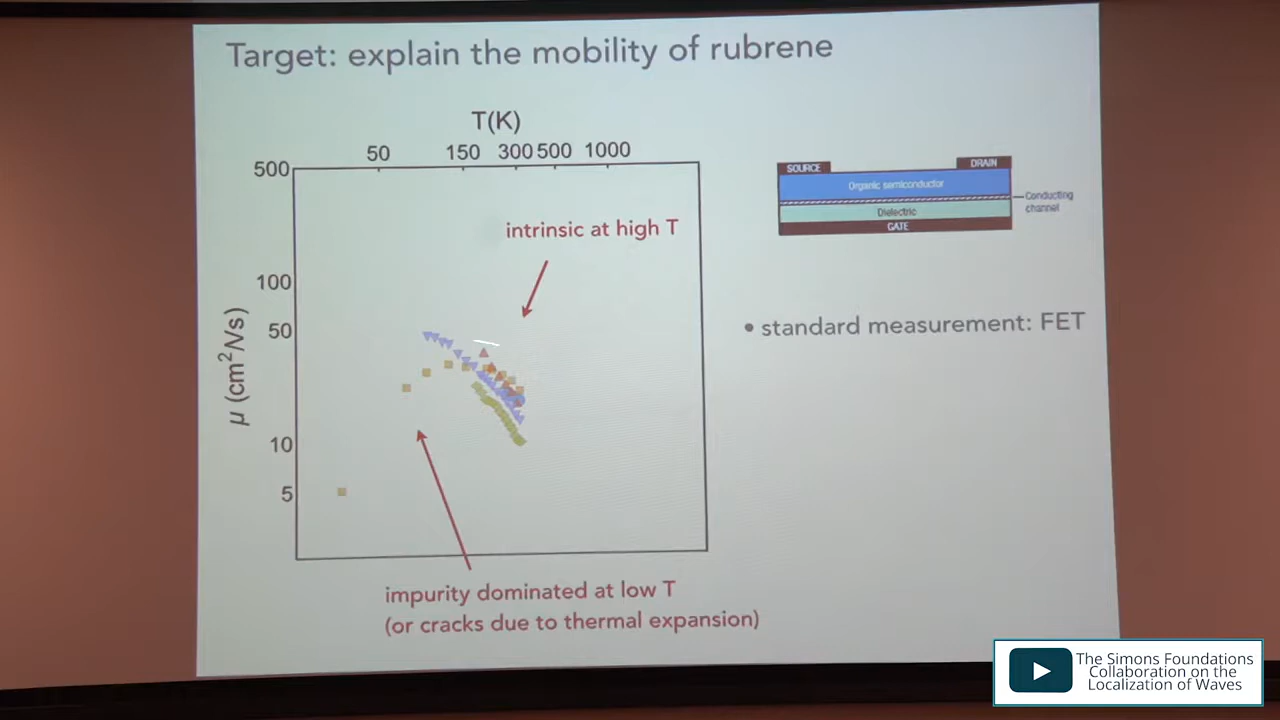 Target: explain the mobility of rubrene
T(K)
50 150 300 500 1000
500
100
50
10
5
μ (cm²/V/s)
intrinsic at high T
impurity dominated at low T
(or cracks due to thermal expansion)
SOURCE
DRAIN
Organic semiconductor
Conducting
channel
Dielectric
GATE
• standard measurement: FET
The Simons Foundations
Collaboration on the
Localization of Waves